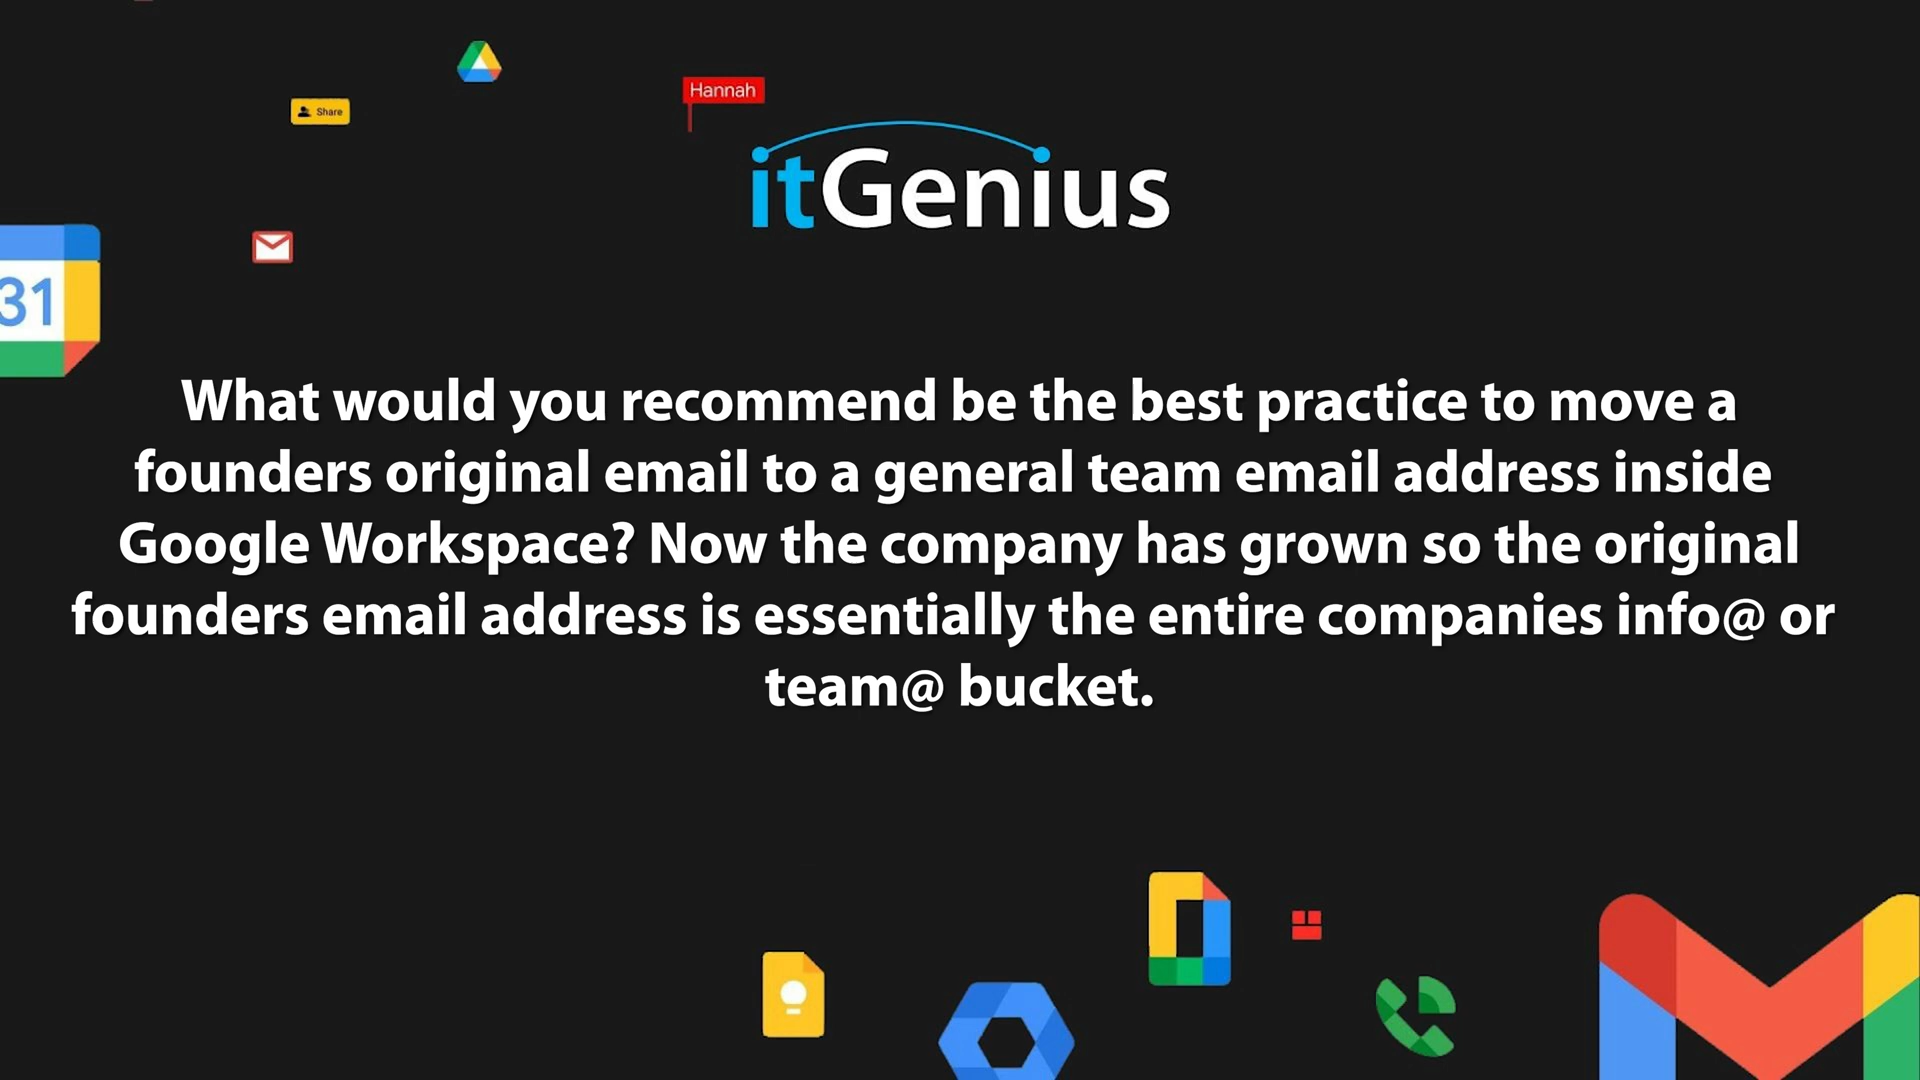 Hannah
Share
itGenius
31
What would you recommend be the best practice to move a
founders original email to a general team email address inside
Google Workspace? Now the company has grown so the original
founders email address is essentially the entire companies info@ or
team@ bucket.